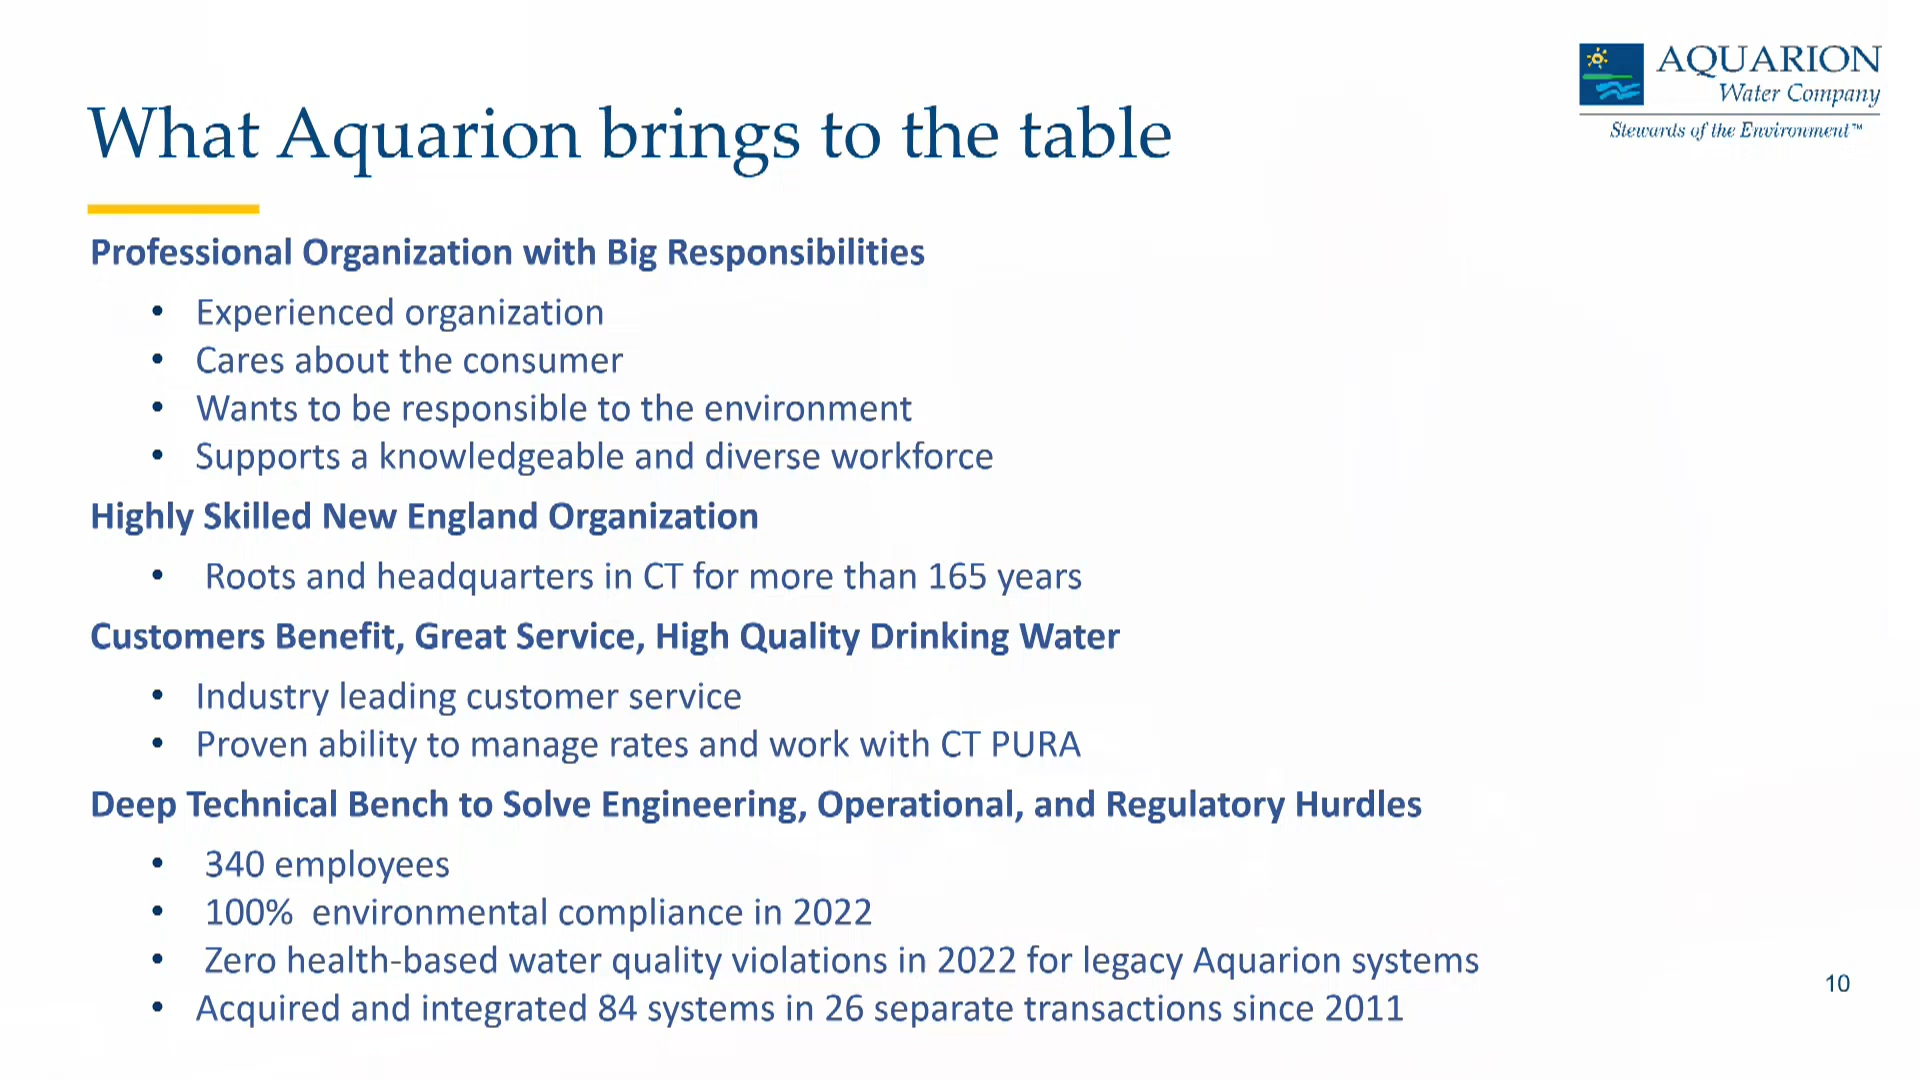 AQUARION
Water Company
Stewards of the Environment™
What Aquarion brings to the table
Professional Organization with Big Responsibilities
• Experienced organization
• Cares about the consumer
• Wants to be responsible to the environment
• Supports a knowledgeable and diverse workforce
Highly Skilled New England Organization
• Roots and headquarters in CT for more than 165 years
Customers Benefit, Great Service, High Quality Drinking Water
• Industry leading customer service
• Proven ability to manage rates and work with CT PURA
Deep Technical Bench to Solve Engineering, Operational, and Regulatory Hurdles
• 340 employees
• 100%  environmental compliance in 2022
• Zero health-based water quality violations in 2022 for legacy Aquarion systems
• Acquired and integrated 84 systems in 26 separate transactions since 2011
10